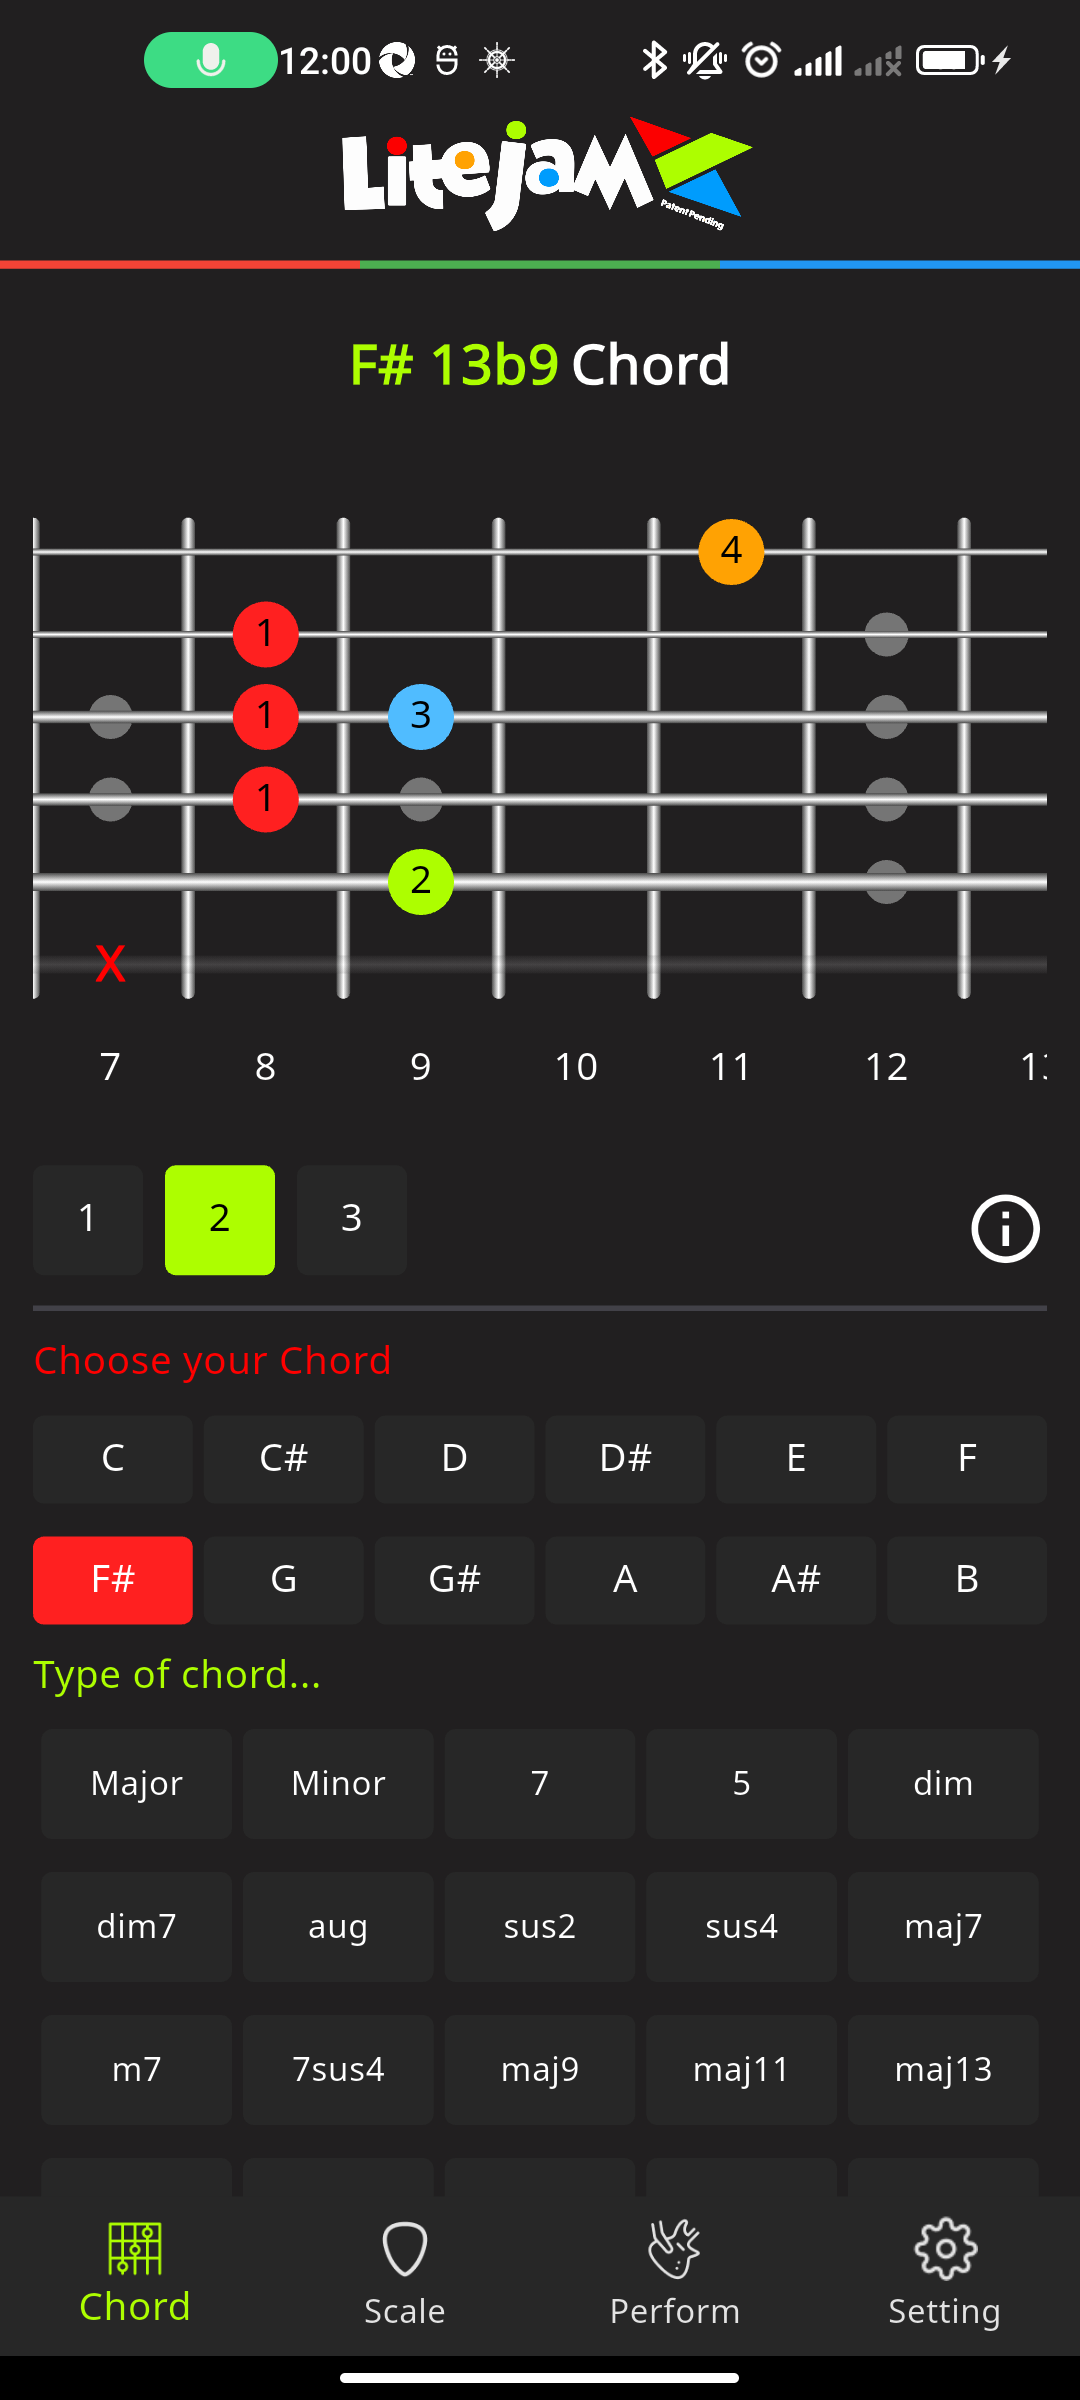 12:00
LiteJam
Patent Pending
F# 13b9 Chord
4
1
1 3
1
2
X
7 8 9 10 11 12
1 2 3
Choose your Chord
C C# D D# E F
F# G G# A A# B
Type of chord...
Major Minor 7 5 dim
dim7 aug sus2 sus4 maj7
m7 7sus4 maj9 maj11 maj13
Chord Scale Perform Setting